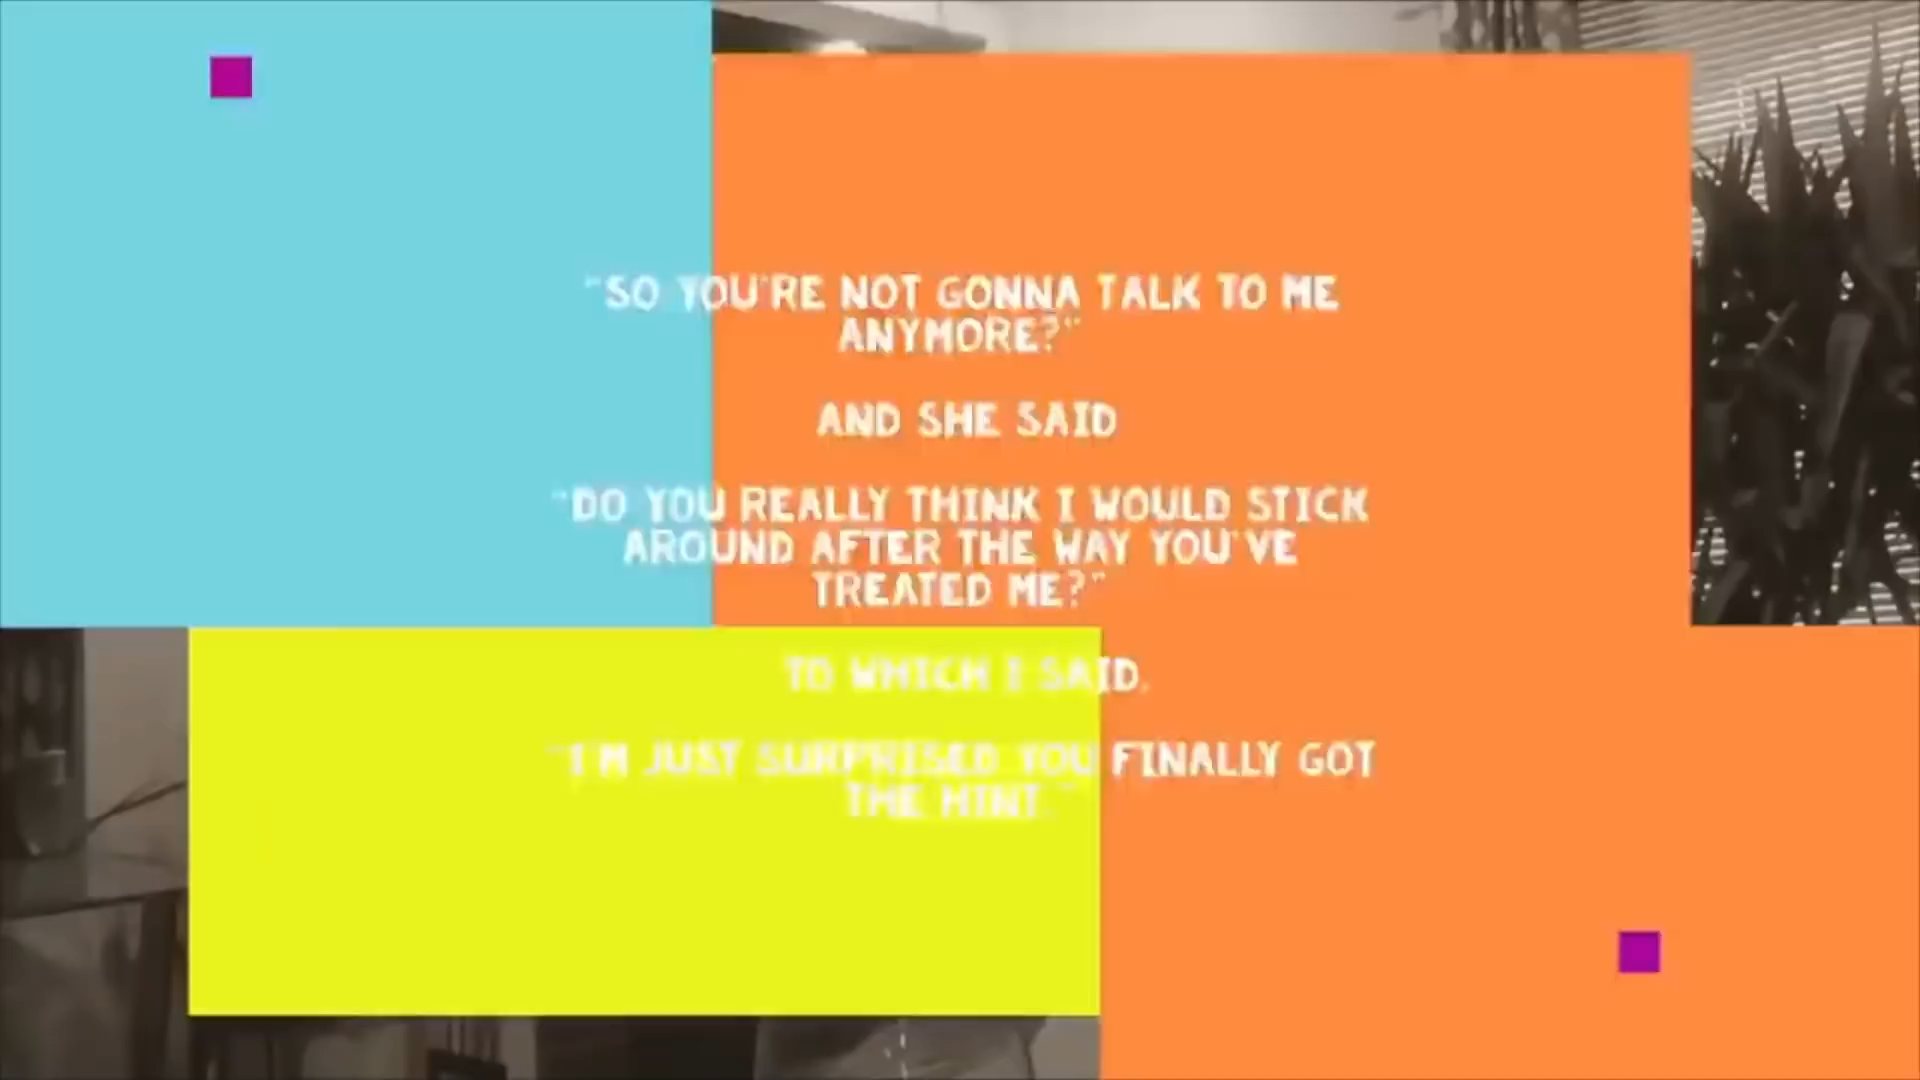 "SO YOU'RE NOT GONNA TALK TO ME
ANYMORE?"
AND SHE SAID
"DO YOU REALLY THINK I WOULD STICK
AROUND AFTER THE WAY YOU'VE
TREATED ME?"
TO WHICH I SAID.
"I'M JUST SURPRISED YOU FINALLY GOT
THE HINT."